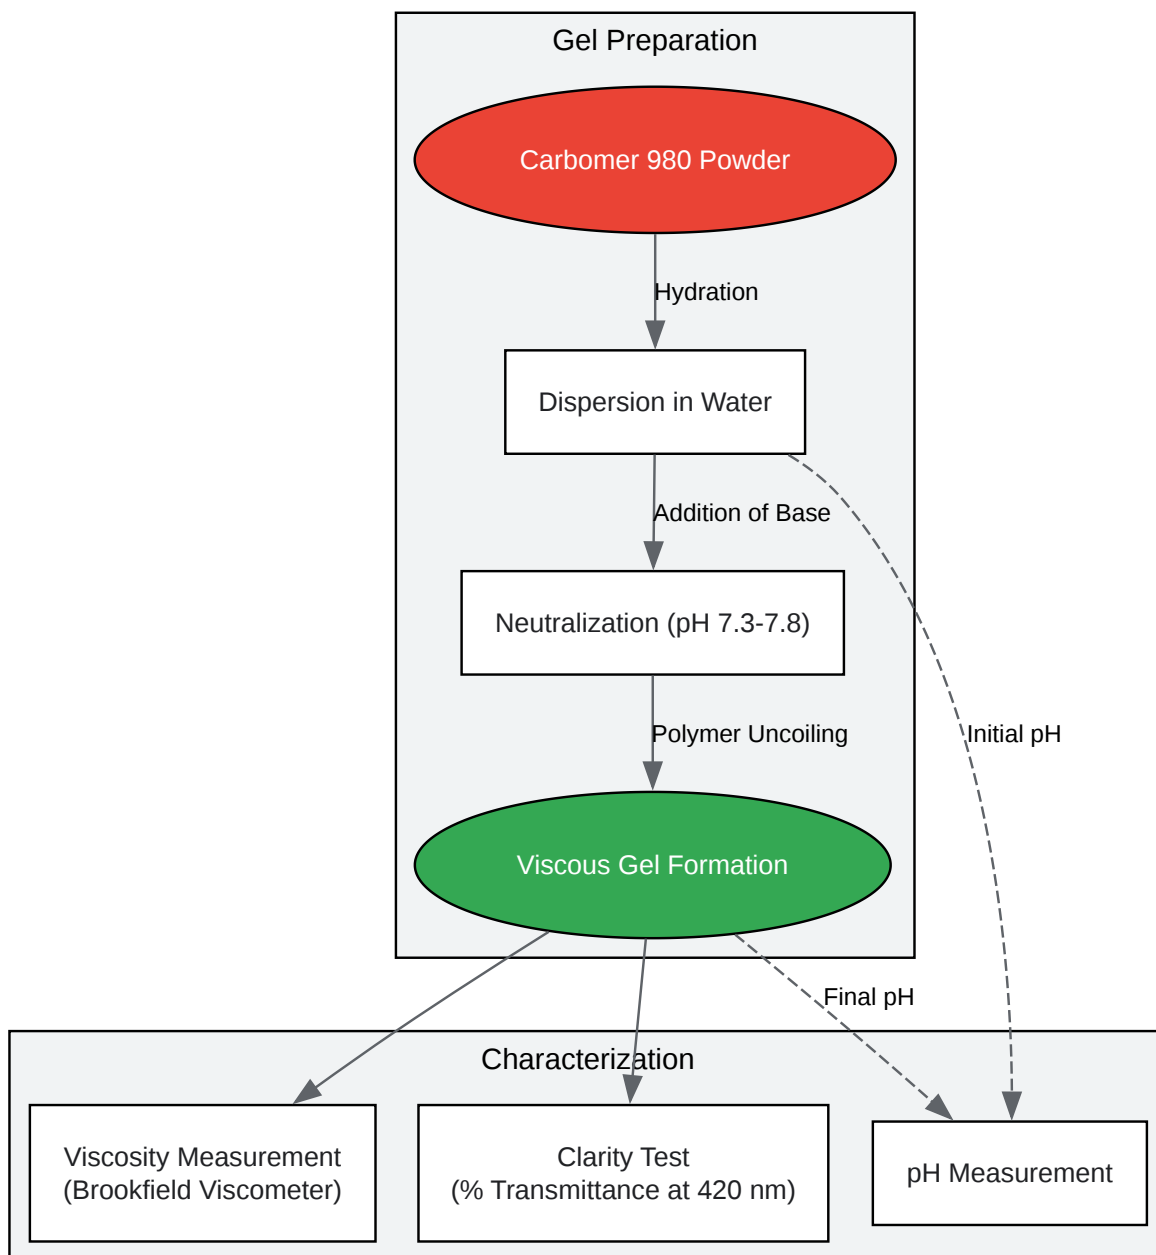 Gel Preparation
Carbomer 980 Powder
Hydration
Dispersion in Water
Addition of Base
Neutralization (pH 7.3-7.8)
Polymer Uncoiling
Initial pH
Viscous Gel Formation
Final pH
Characterization
Viscosity Measurement
(Brookfield Viscometer)
Clarity Test
(% Transmittance at 420 nm)
pH Measurement